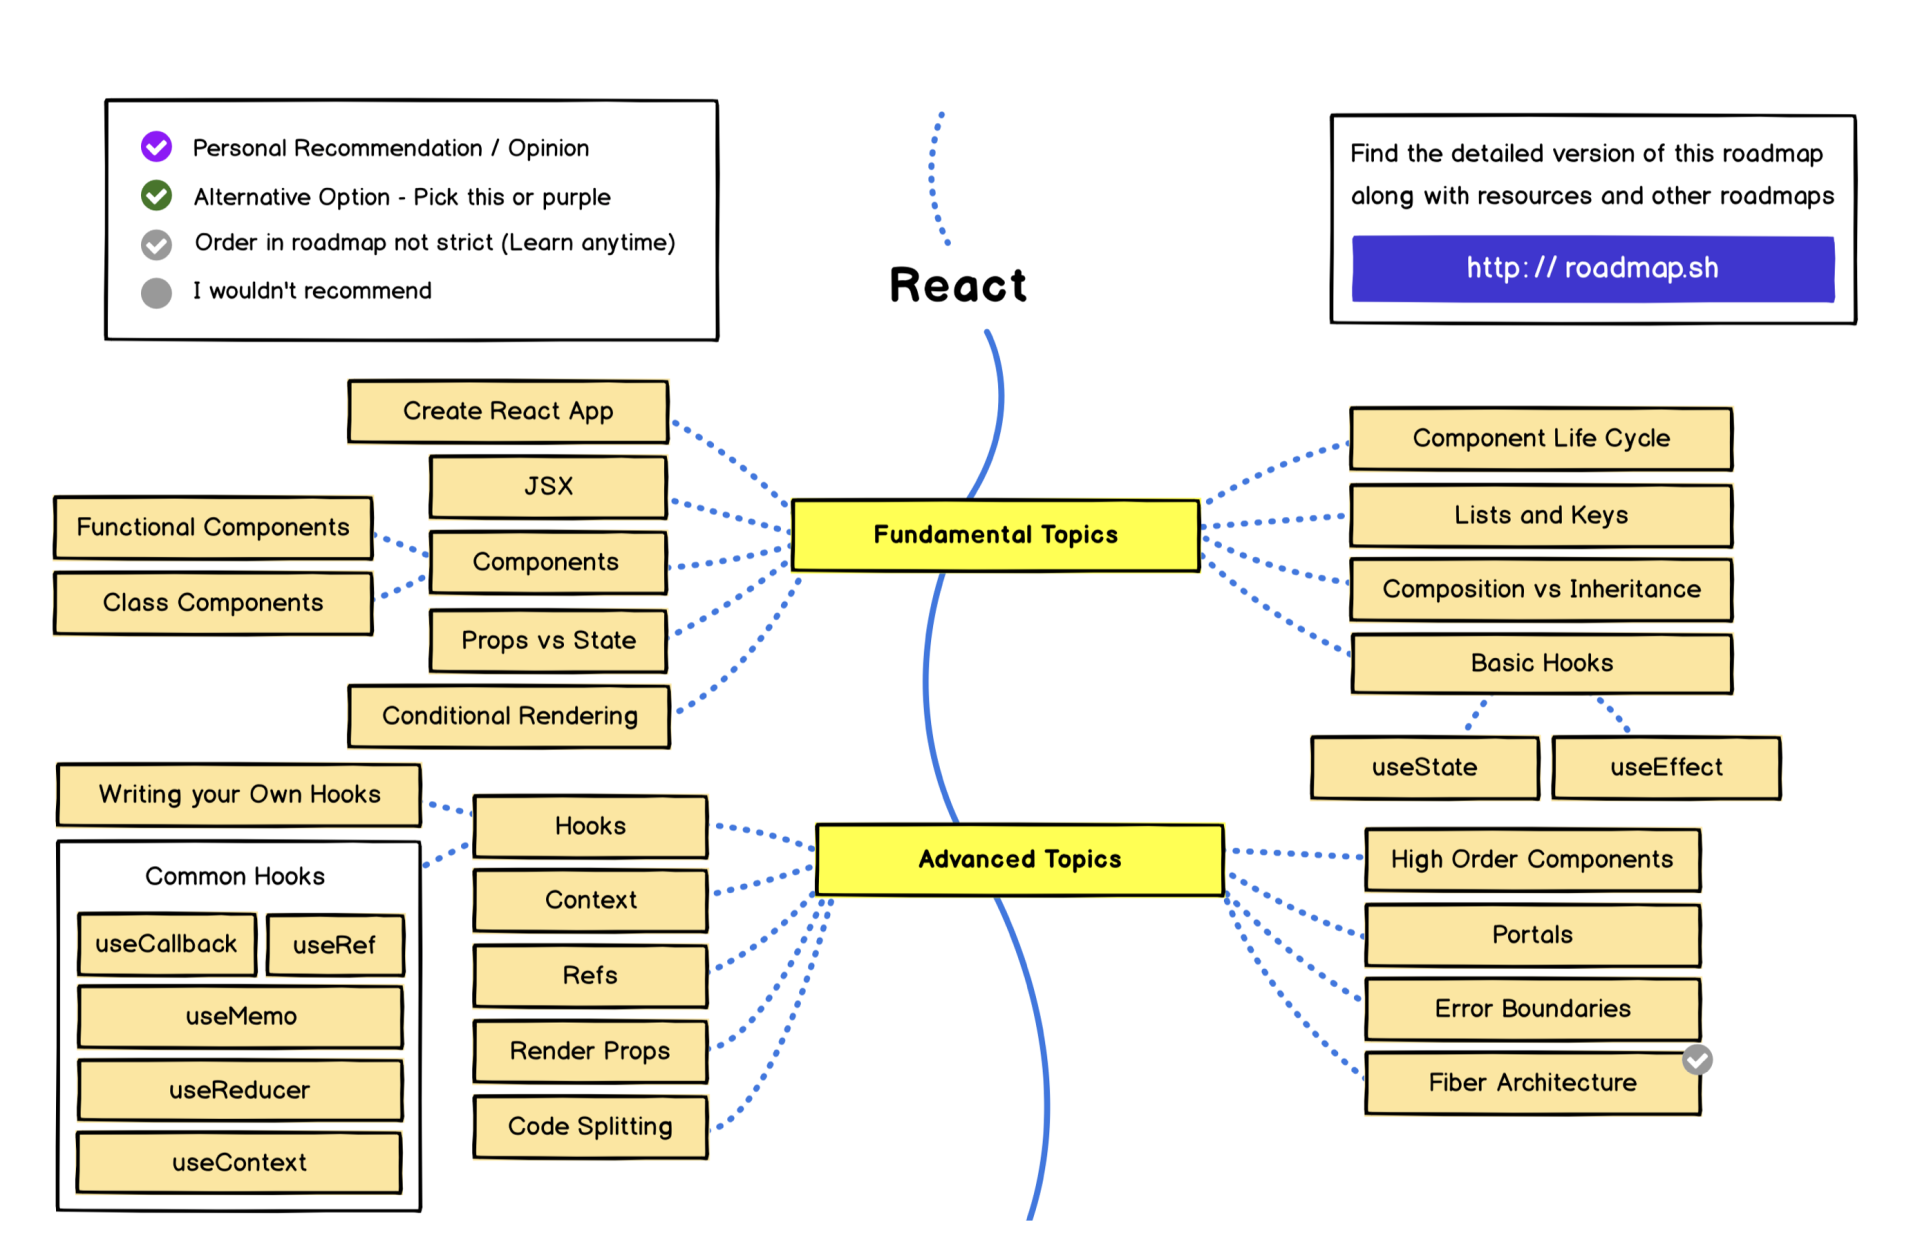 Personal Recommendation / Opinion
Alternative Option - Pick this or purple
Order in roadmap not strict (Learn anytime)
I wouldn't recommend
React
Find the detailed version of this roadmap
along with resources and other roadmaps
http://roadmap.sh
Create React App
JSX
Functional Components
Components
Class Components
Props vs State
Conditional Rendering
Fundamental Topics
Component Life Cycle
Lists and Keys
Composition vs Inheritance
Basic Hooks
useState
useEffect
Writing your Own Hooks
Hooks
Common Hooks
useCallback
useRef
useMemo
useReducer
useContext
Context
Refs
Render Props
Code Splitting
Advanced Topics
High Order Components
Portals
Error Boundaries
Fiber Architecture